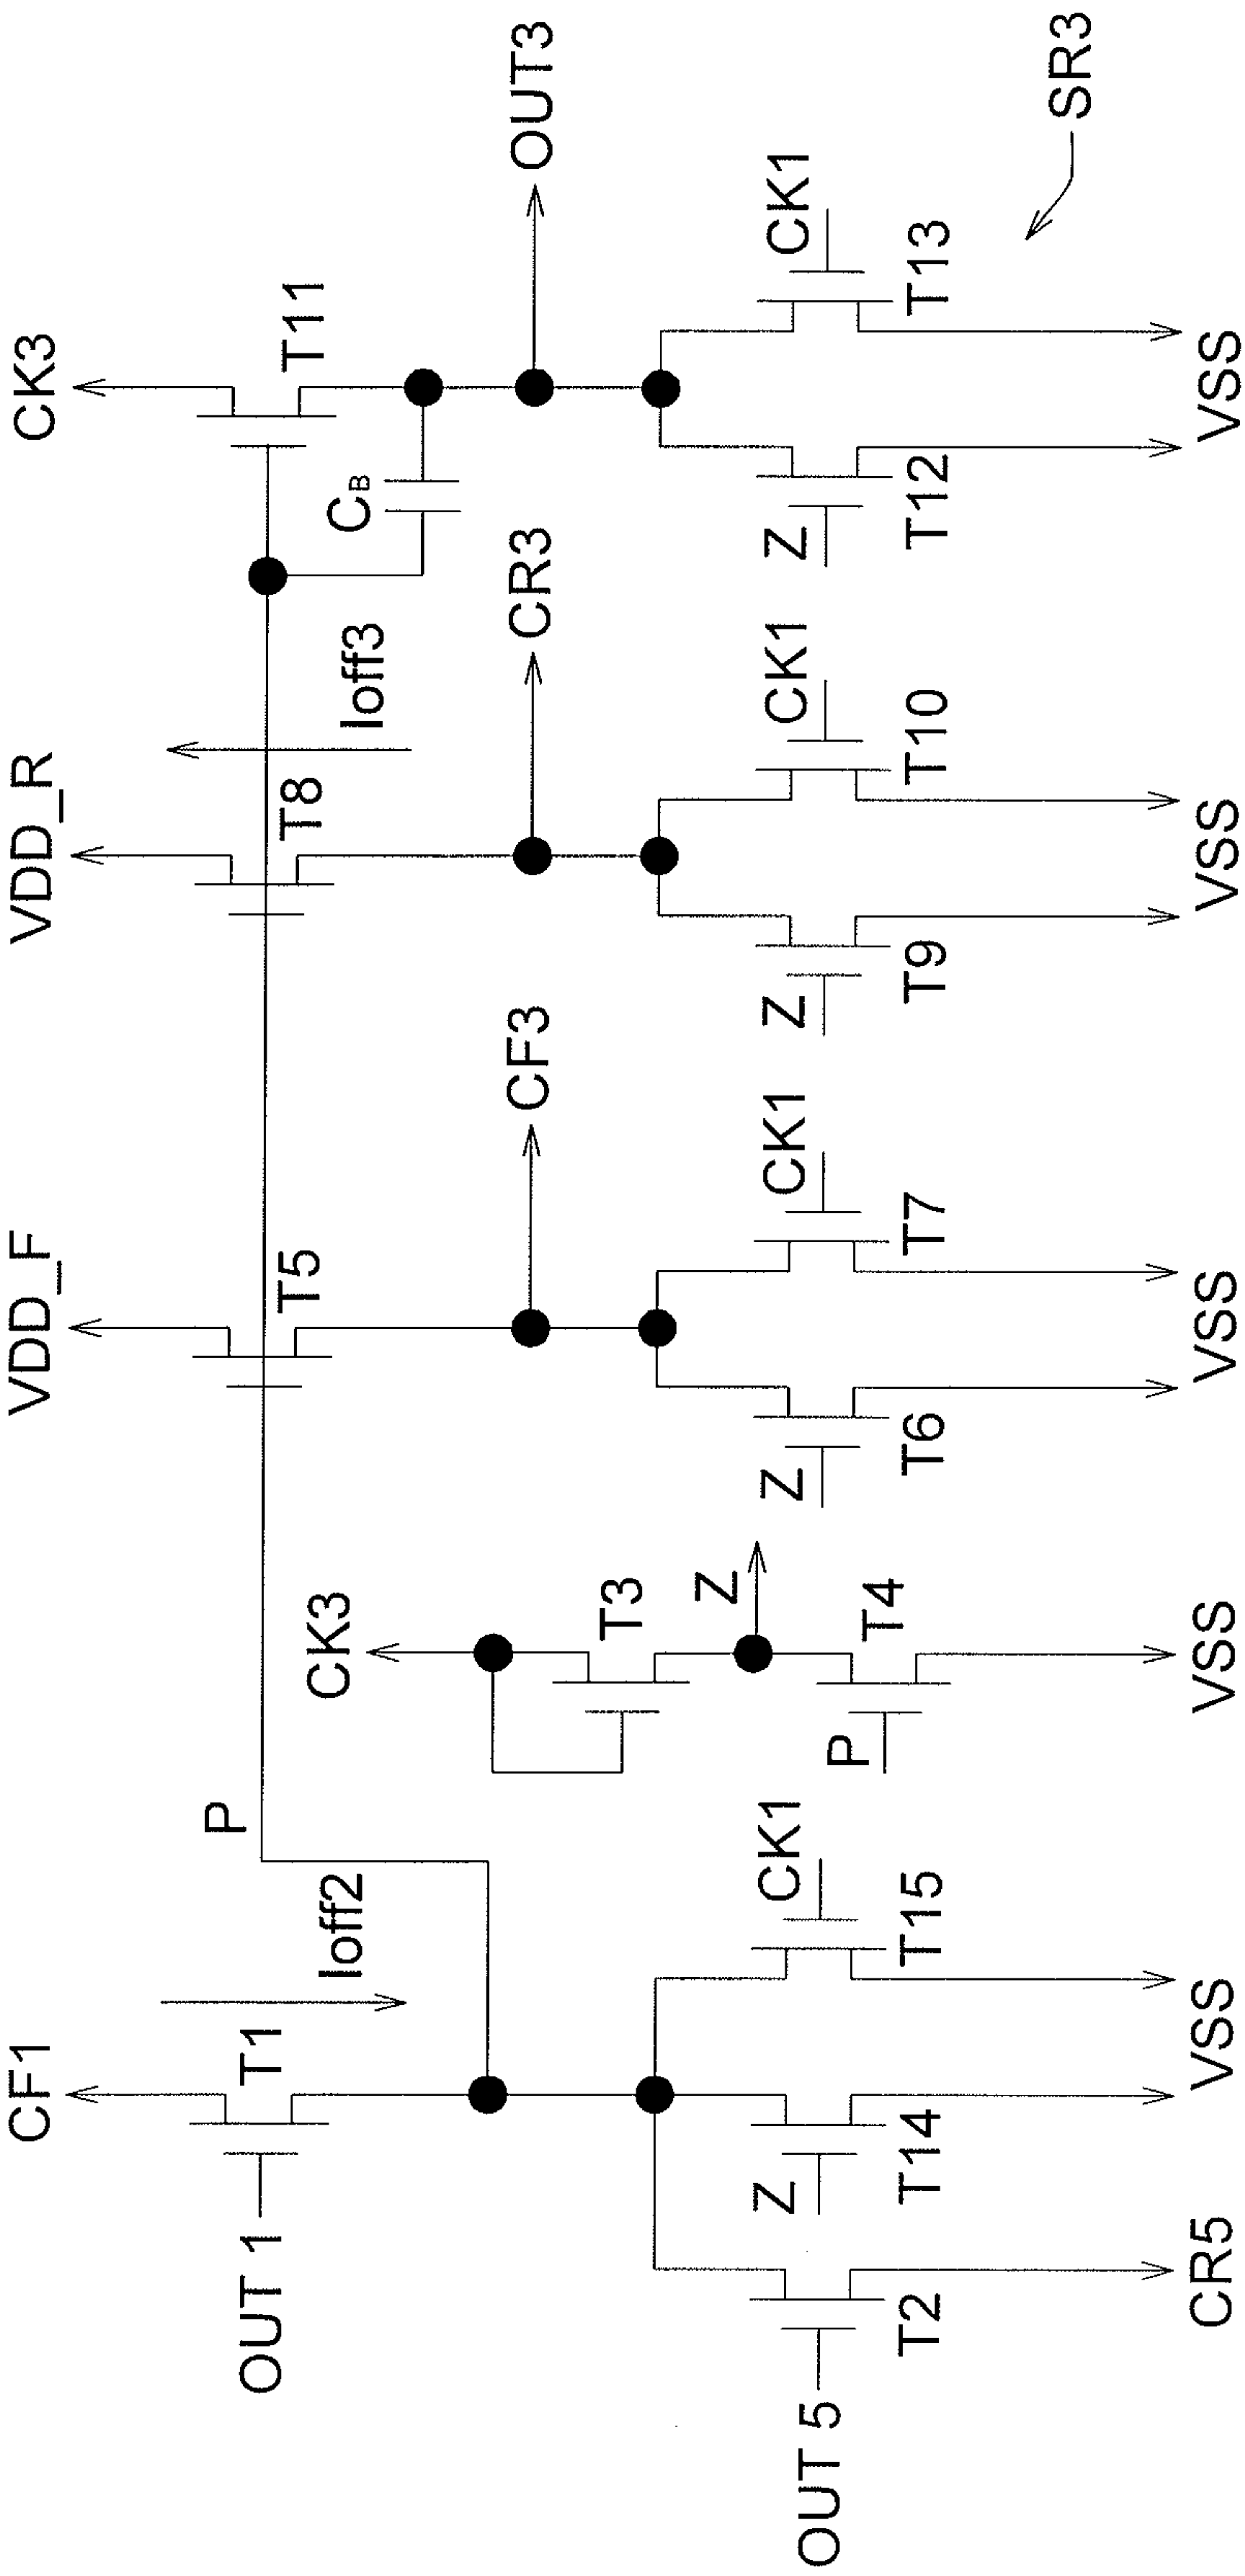 CF1
VDD_F
VDD_R
CK3
OUT 1
T1
Ioff2
P
T5
T8
Ioff3
T11
CK3
T3
Z
CF3
CR3
CB
OUT3
OUT 5
T2
Z
T14
CK1
T15
P
T4
Z
T6
CK1
T7
Z
T9
CK1
T10
Z
T12
CK1
T13
CR5
VSS
VSS
VSS
VSS
VSS
SR3